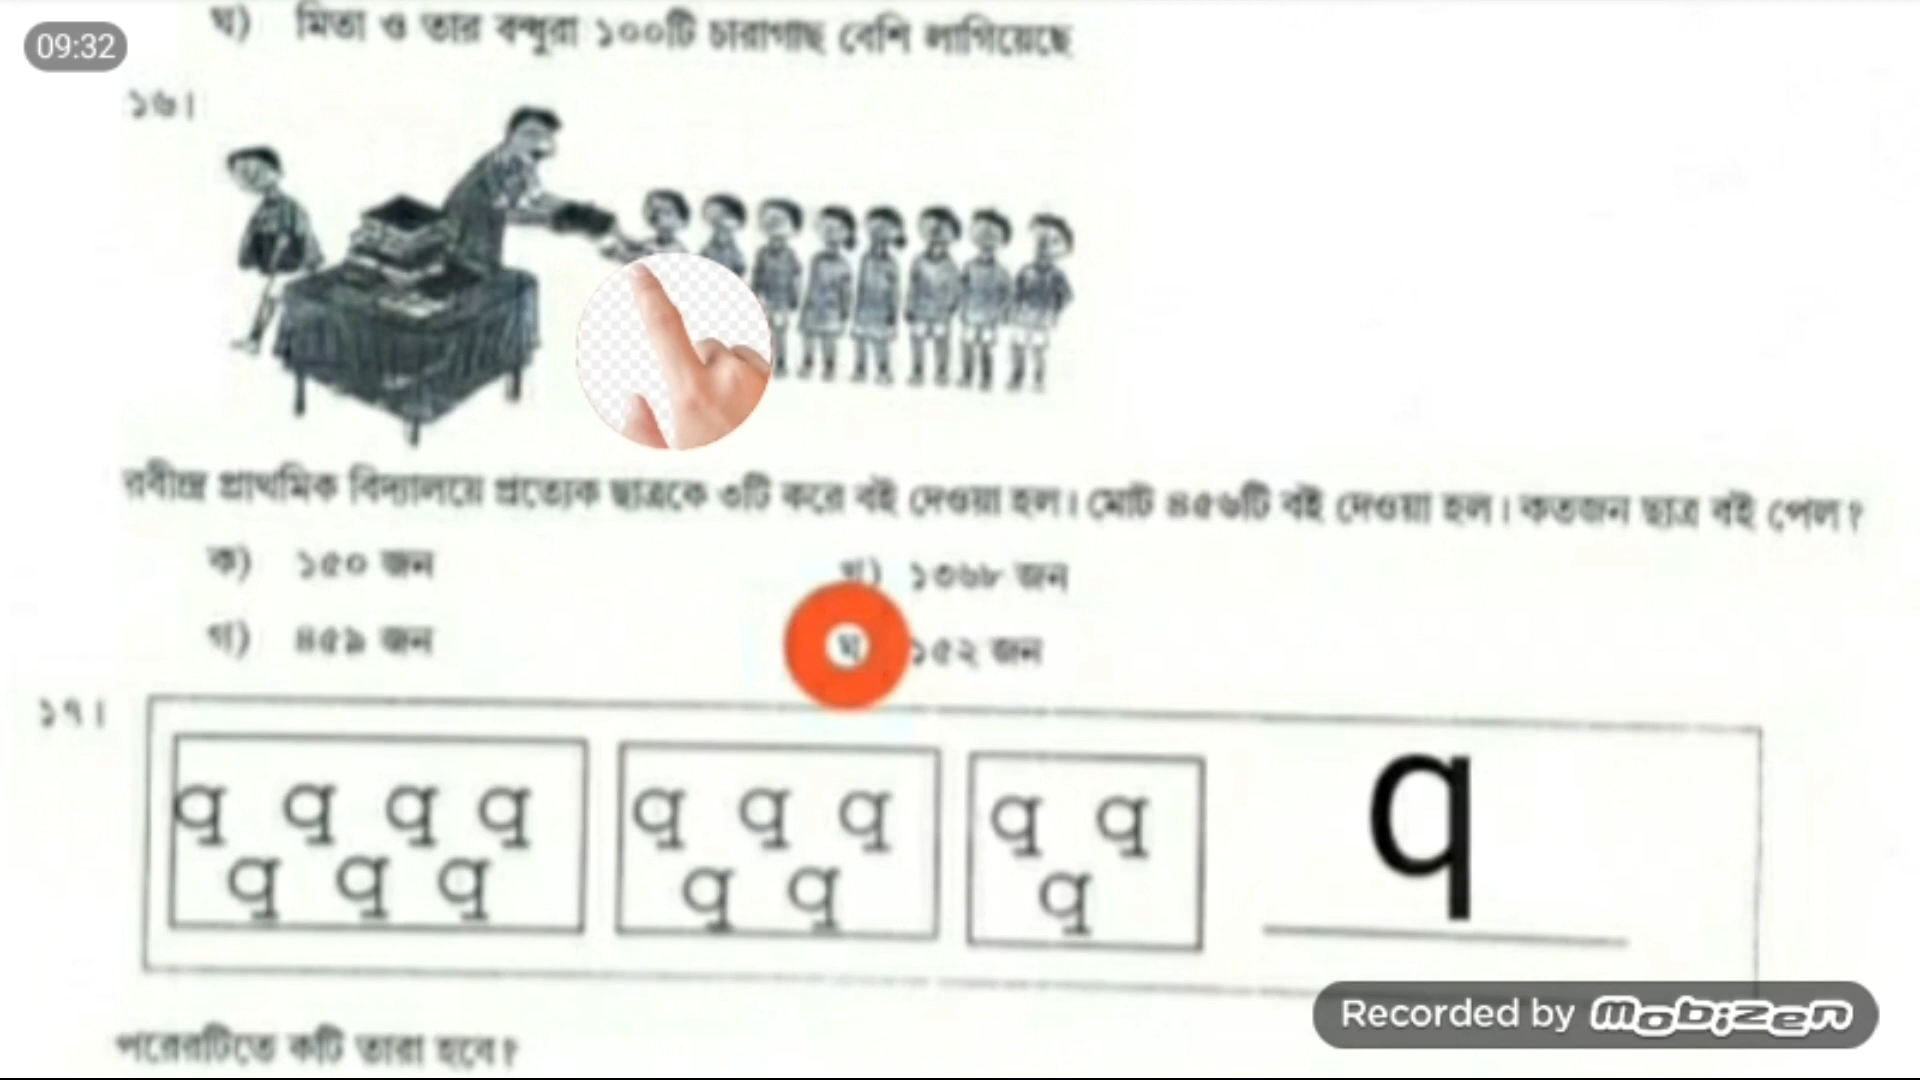 09:32
ঘ) মিতা ও তার বন্ধুরা ১০০টি চারাগাছ বেশি লাগিয়েছে
১৬।
রবীন্দ্র প্রাথমিক বিদ্যালয়ে প্রত্যেক ছাত্রকে ৩টি করে বই দেওয়া হল। মোট ৪৫৬টি বই দেওয়া হল। কতজন ছাত্র বই পেল?
ক) ১৫০ জন খ) ১৩৬৮ জন
গ) ৪৫৯ জন ঘ ১৫২ জন
১৭।
q q q q q q q q q q
q q q q q q
পরেরটিতে কটি তারা হবে?
Recorded by mobizen